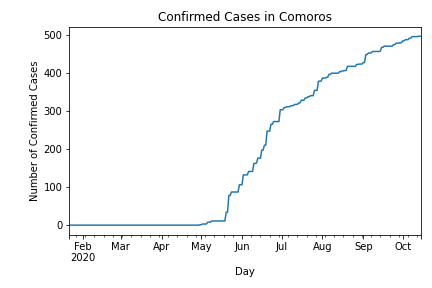 Confirmed Cases in Comoros
Number of Confirmed Cases
500
400
300
200
100
0
Feb Mar Apr May Jun Jul Aug Sep Oct
2020
Day